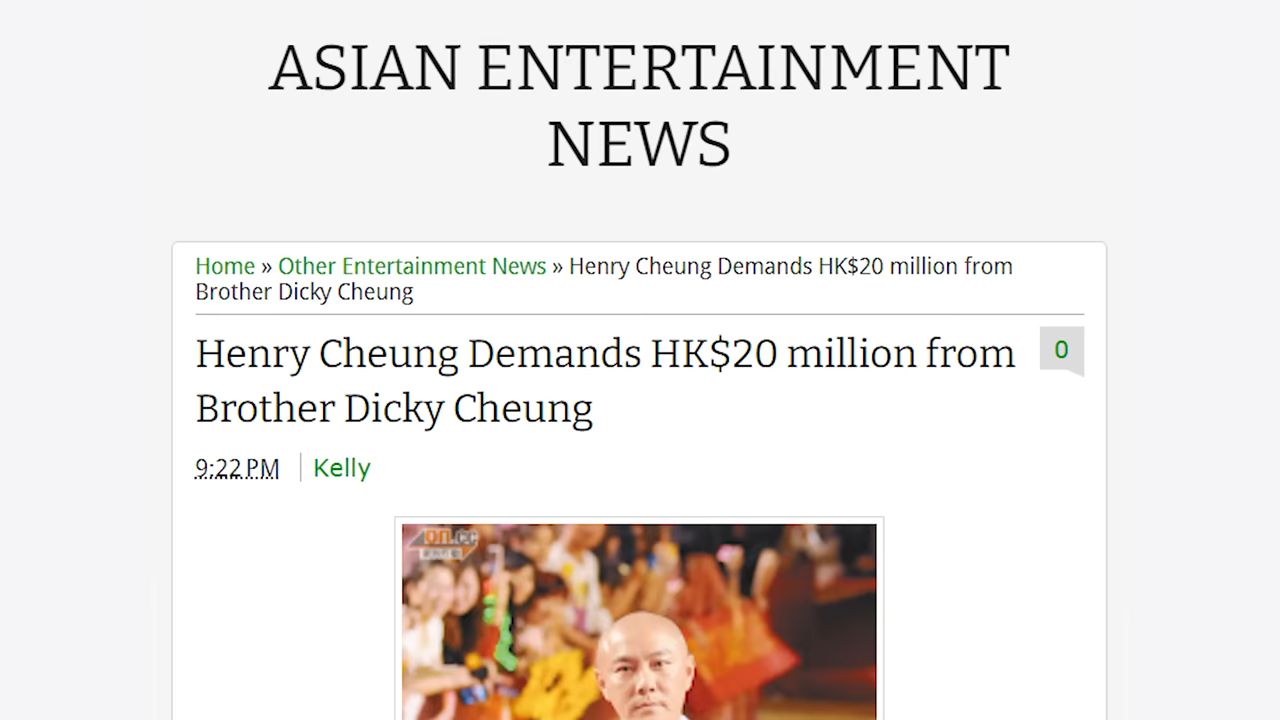 ASIAN ENTERTAINMENT
NEWS
Home » Other Entertainment News » Henry Cheung Demands HK$20 million from
Brother Dicky Cheung
Henry Cheung Demands HK$20 million from
Brother Dicky Cheung
0
9:22 PM
Kelly
on.cc